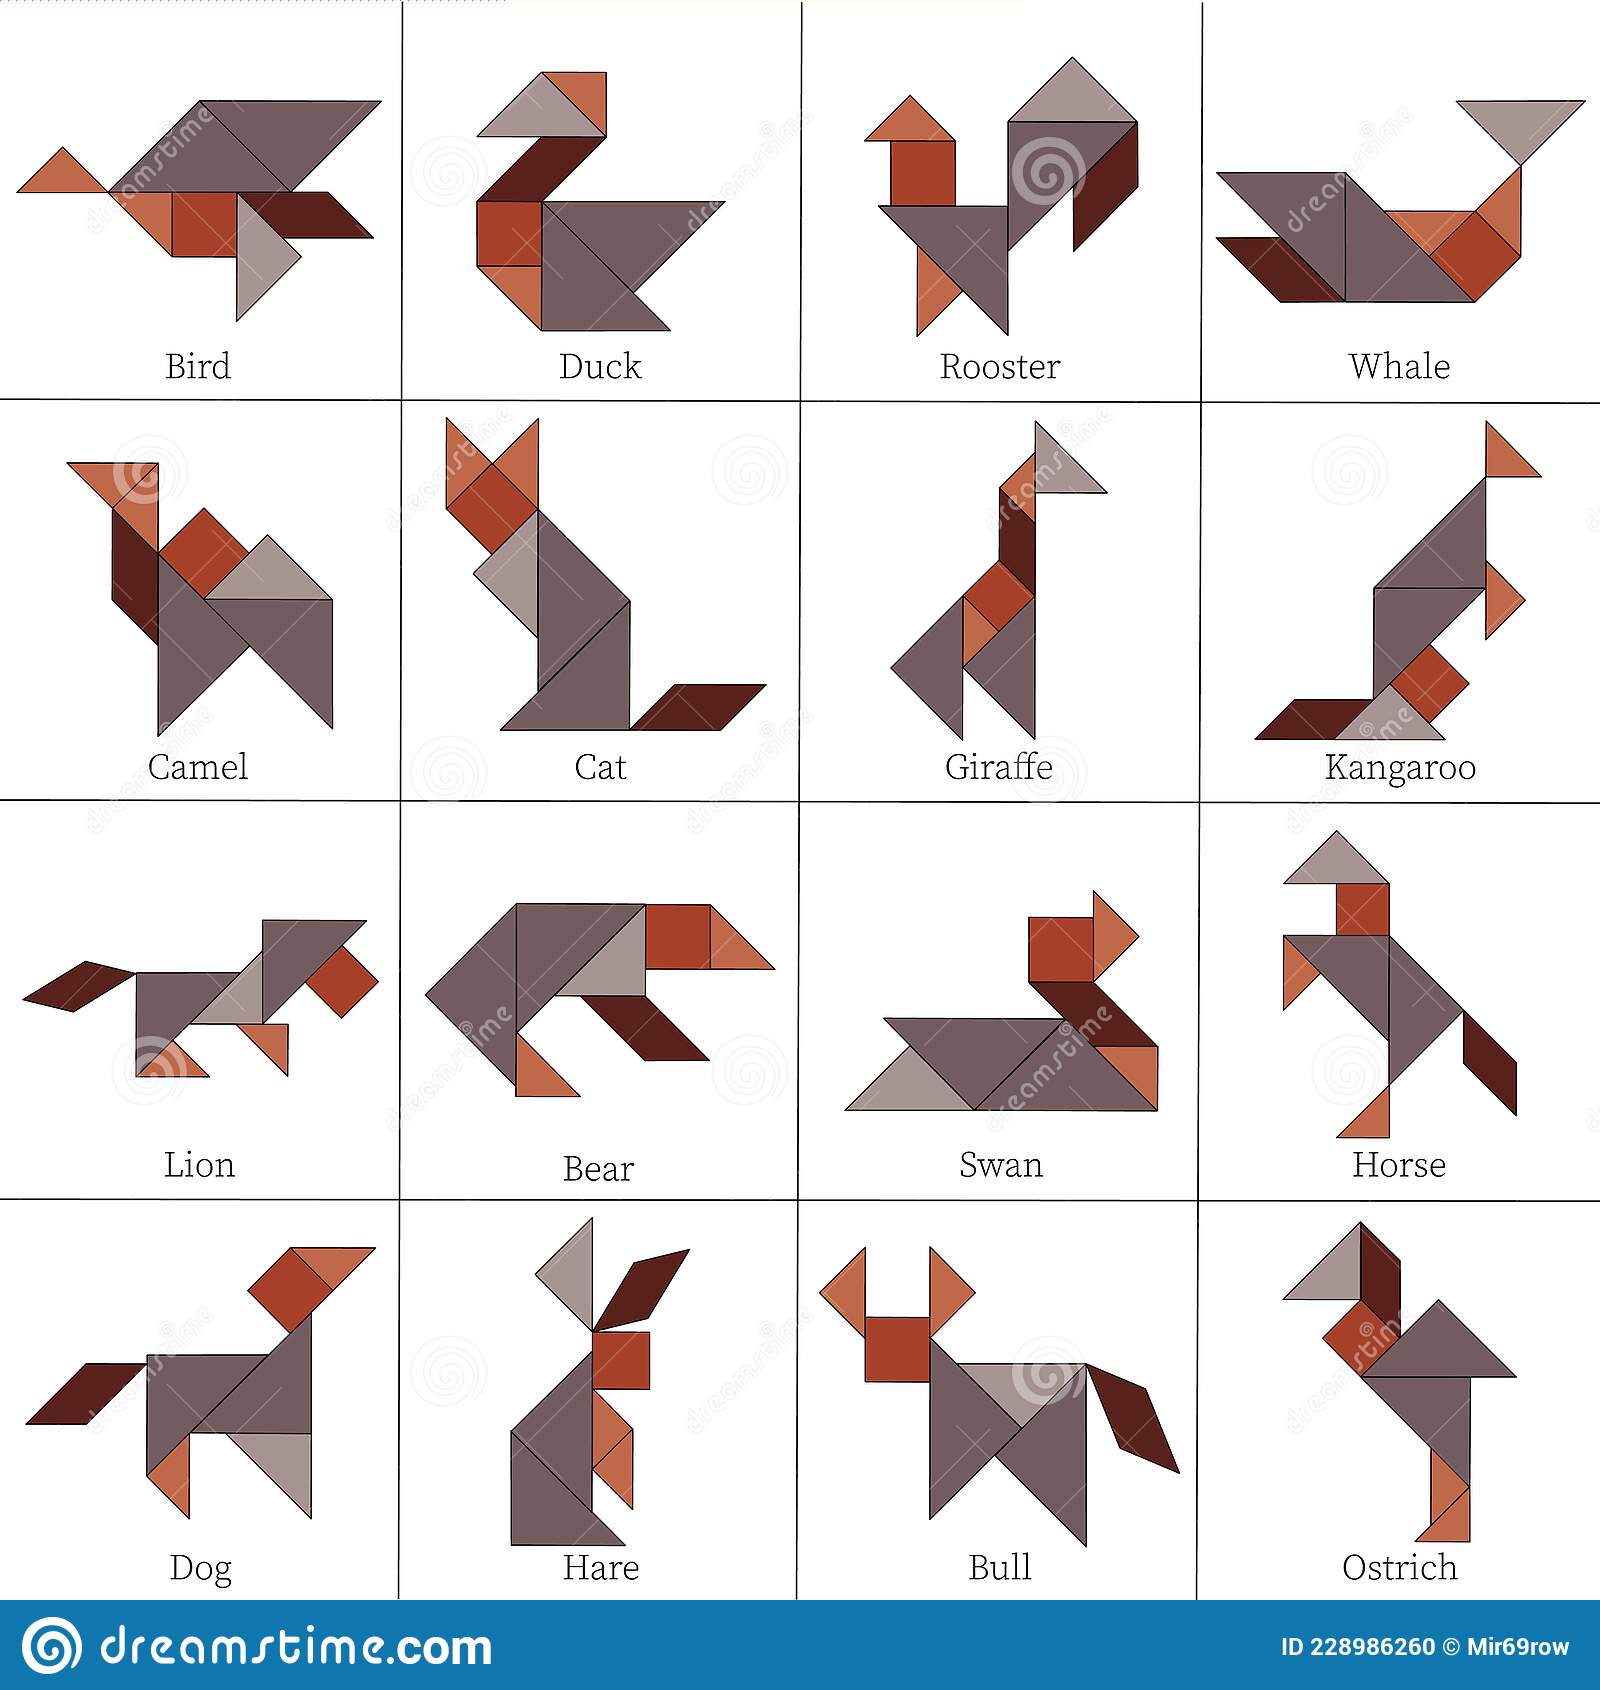 Bird
Duck
Rooster
Whale
Camel
Cat
Giraffe
Kangaroo
Lion
Bear
Swan
Horse
Dog
Hare
Bull
Ostrich
dreamstime.com
ID 228986260 © Mir69row